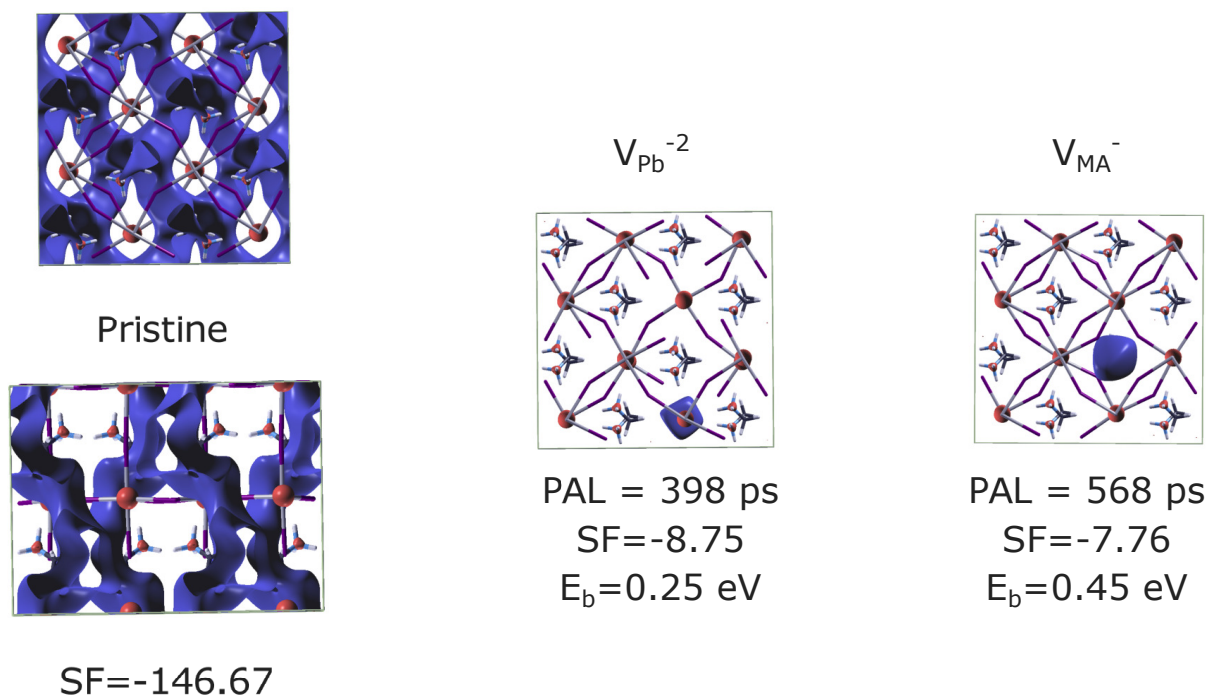 Pristine
SF=-146.67
V_Pb^-2
PAL = 398 ps
SF=-8.75
E_b=0.25 eV
V_MA^-
PAL = 568 ps
SF=-7.76
E_b=0.45 eV